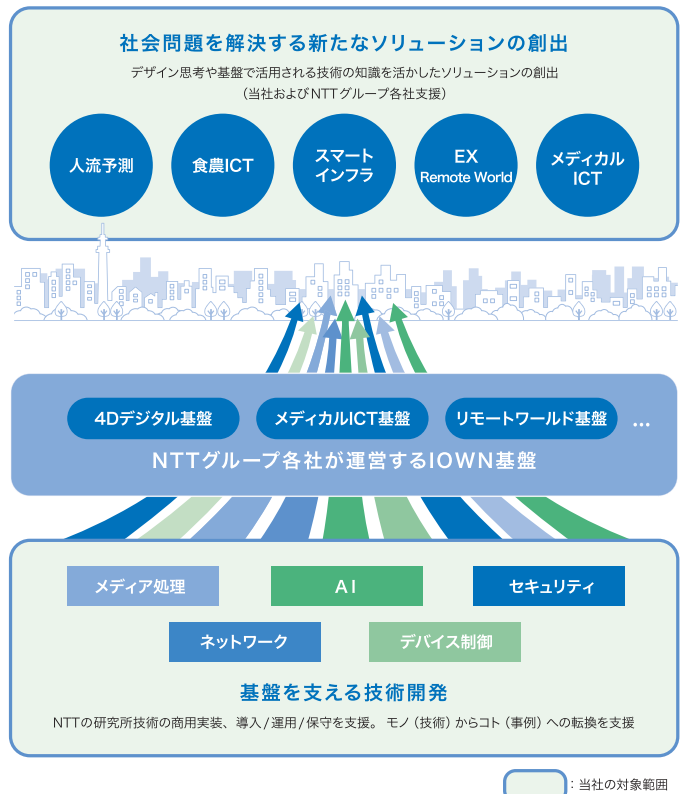 社会問題を解決する新たなソリューションの創出
デザイン思考や基盤で活用される技術の知識を活かしたソリューションの創出
（当社およびNTTグループ各社支援）
人流予測
食農ICT
スマート
インフラ
EX
Remote World
メディカル
ICT
4Dデジタル基盤
メディカルICT基盤
リモートワールド基盤
…
NTTグループ各社が運営するIOWN基盤
メディア処理
AI
セキュリティ
ネットワーク
デバイス制御
基盤を支える技術開発
NTTの研究所技術の商用実装、導入/運用/保守を支援。モノ（技術）からコト（事例）への転換を支援
：当社の対象範囲